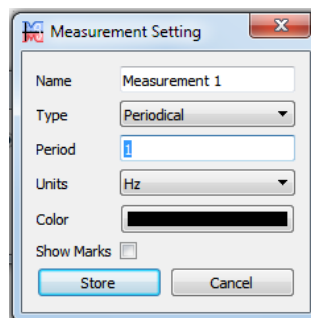 Measurement Setting
Name Measurement 1
Type Periodical
Period 1
Units Hz
Color
Show Marks
Store Cancel